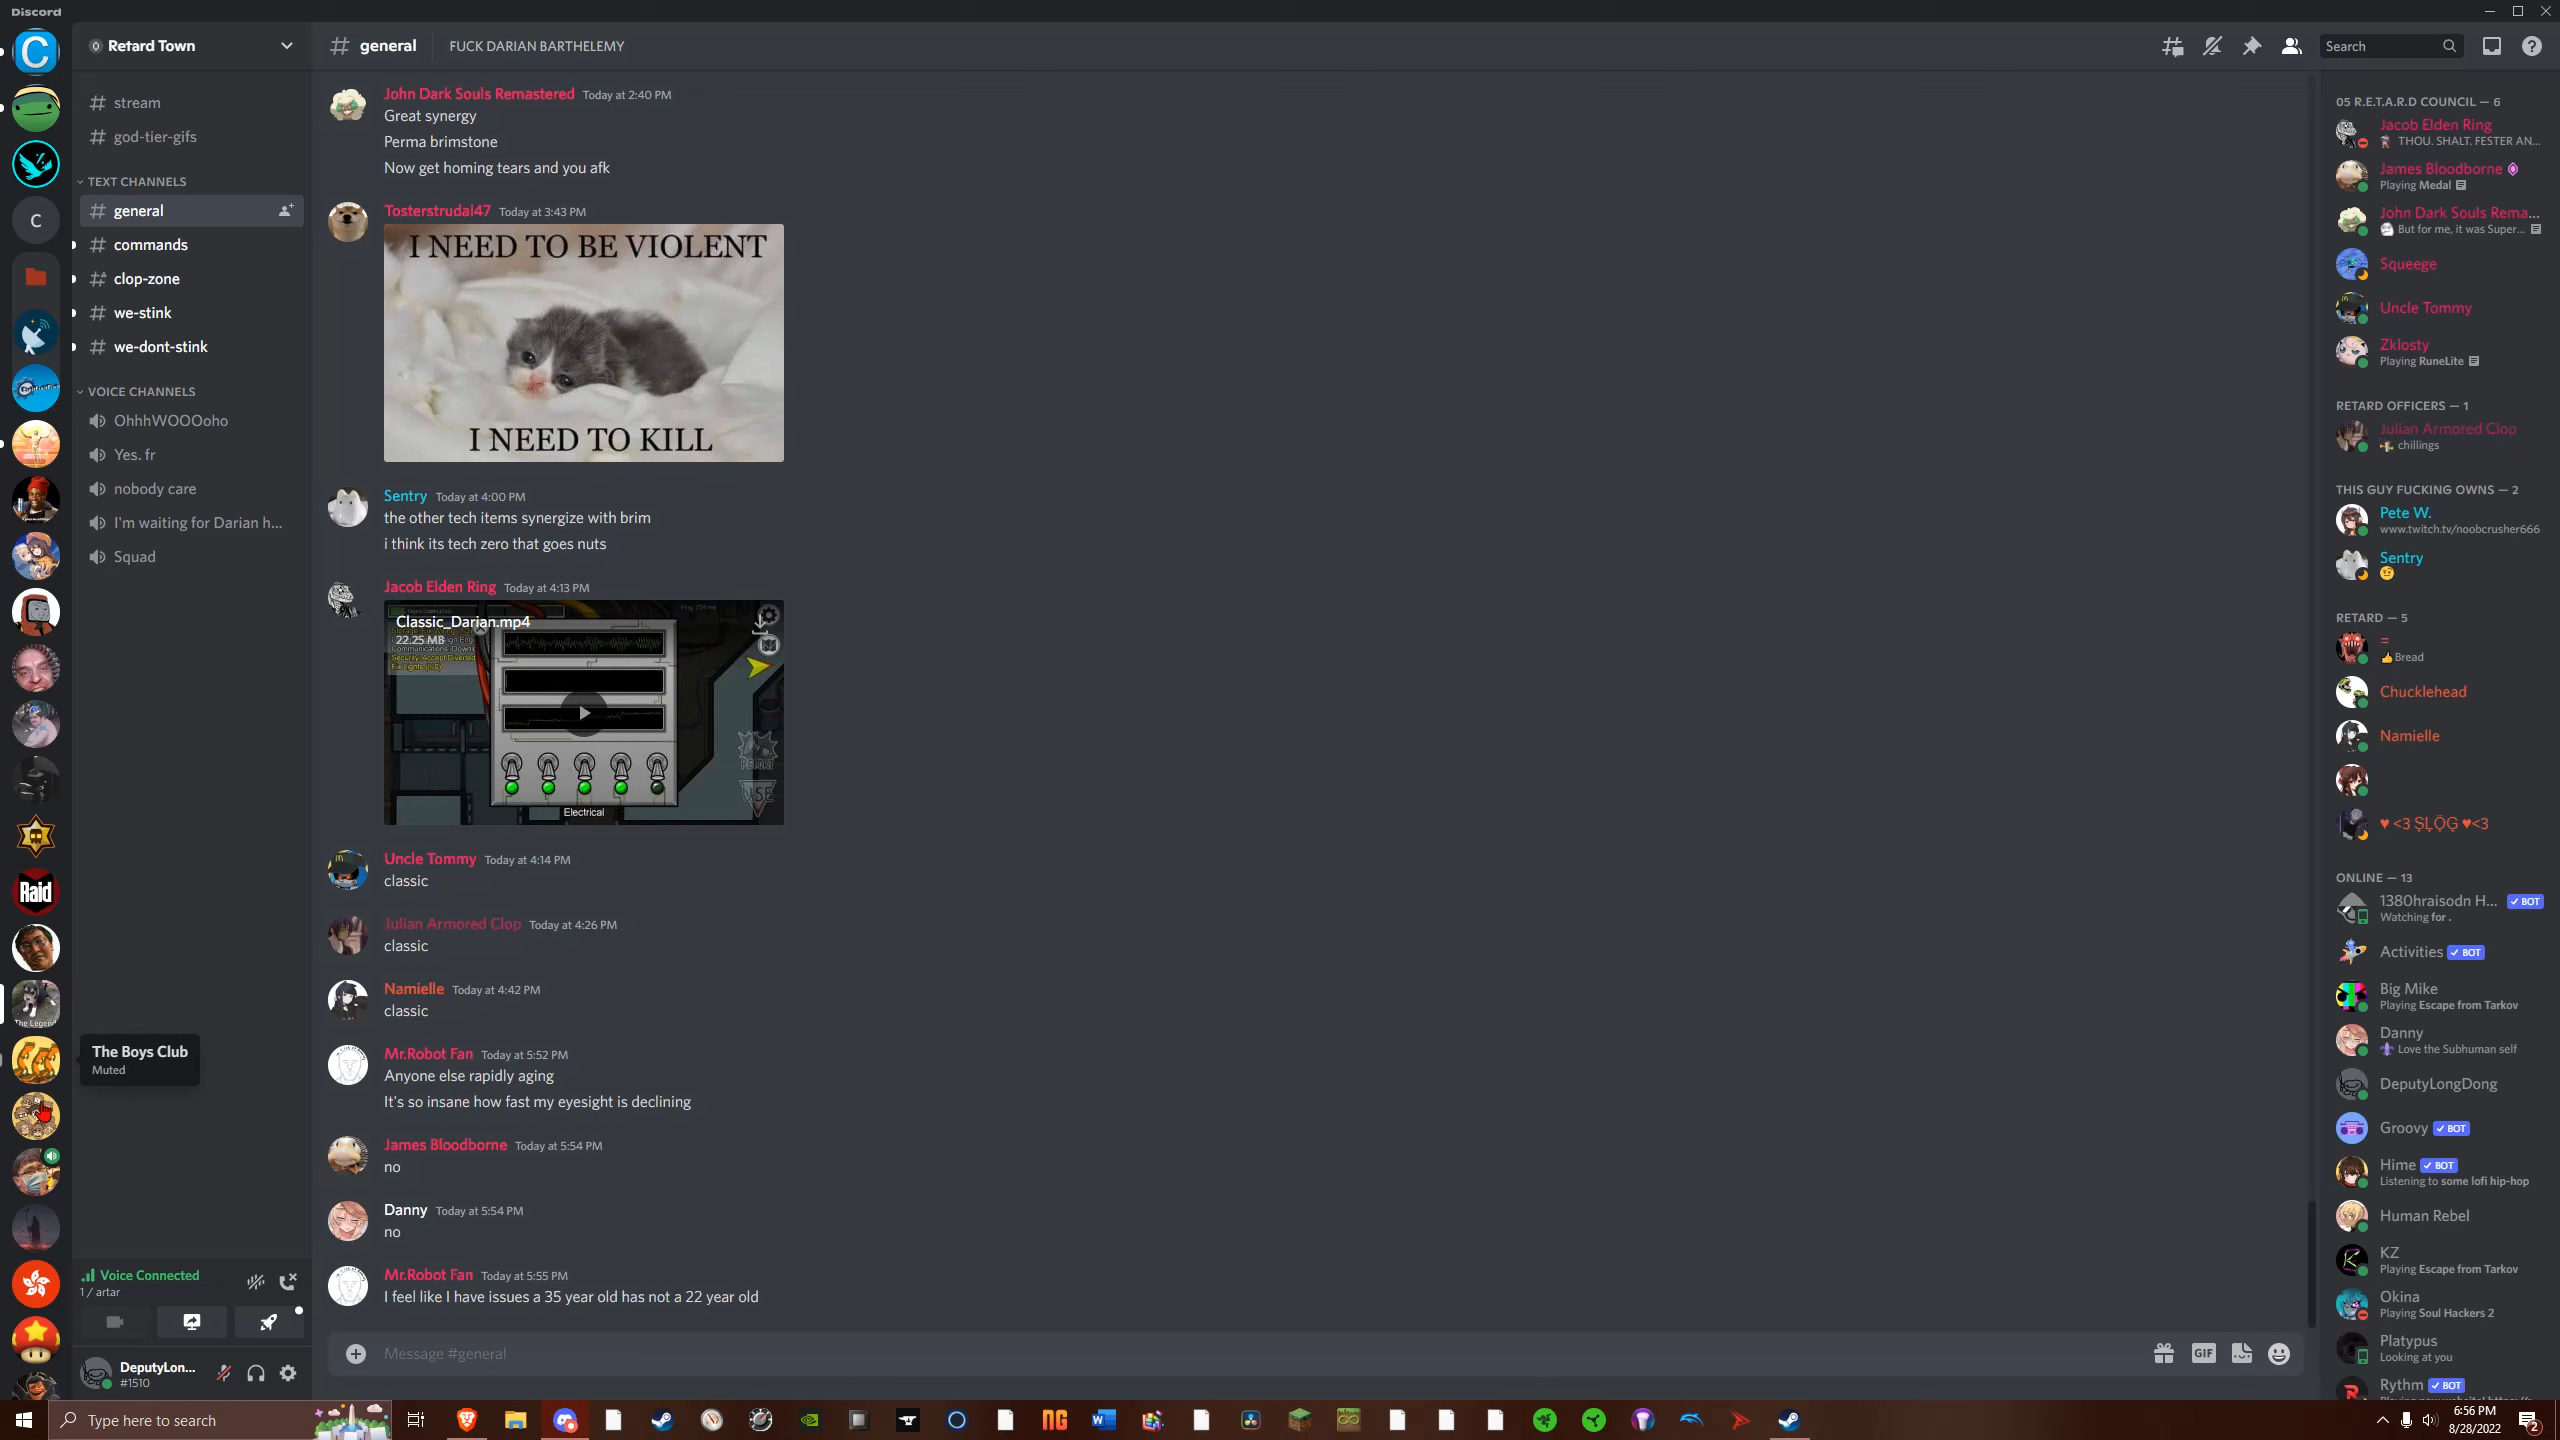 Discord
Retard Town
general
FUCK DARIAN BARTHELEMY
Search
stream
god-tier-gifs
TEXT CHANNELS
general
commands
clop-zone
we-stink
we-dont-stink
VOICE CHANNELS
OhhhWOOOoho
Yes. fr
nobody care
I'm waiting for Darian h...
Squad
The Boys Club
Muted
Voice Connected
1 / artar
DeputyLon...
#1510
John Dark Souls Remastered Today at 2:40 PM
Great synergy
Perma brimstone
Now get homing tears and you afk
Tosterstrudal47 Today at 3:43 PM
I NEED TO BE VIOLENT
I NEED TO KILL
Sentry Today at 4:00 PM
the other tech items synergize with brim
i think its tech zero that goes nuts
Jacob Elden Ring Today at 4:13 PM
Classic_Darian.mp4
22.25 MB
REPORT
USE
Electrical
Uncle Tommy Today at 4:14 PM
classic
Julian Armored Clop Today at 4:26 PM
classic
Namielle Today at 4:42 PM
classic
Mr.Robot Fan Today at 5:52 PM
Anyone else rapidly aging
It's so insane how fast my eyesight is declining
James Bloodborne Today at 5:54 PM
no
Danny Today at 5:54 PM
no
Mr.Robot Fan Today at 5:55 PM
I feel like I have issues a 35 year old has not a 22 year old
Message #general
GIF
05 R.E.T.A.R.D COUNCIL — 6
Jacob Elden Ring
THOU. SHALT. FESTER AN...
James Bloodborne
Playing Medal
John Dark Souls Rema...
But for me, it was Super...
Squeege
Uncle Tommy
Zklosty
Playing RuneLite
RETARD OFFICERS — 1
Julian Armored Clop
chillings
THIS GUY FUCKING OWNS — 2
Pete W.
www.twitch.tv/noobcrusher666
Sentry
RETARD — 5
=
Bread
Chucklehead
Namielle
♥ <3 ŞĻǬĢ ♥<3
ONLINE — 13
1380hraisodn H... BOT
Watching for .
Activities BOT
Big Mike
Playing Escape from Tarkov
Danny
Love the Subhuman self
DeputyLongDong
Groovy BOT
Hime BOT
Listening to some lofi hip-hop
Human Rebel
KZ
Playing Escape from Tarkov
Okina
Playing Soul Hackers 2
Platypus
Looking at you
Rythm BOT
C
C
Raid
The Legend
Type here to search
NG
6:56 PM
8/28/2022
2